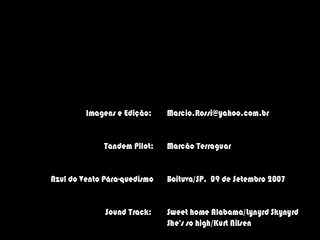 Imagens e Edição: Marcio.Rossi@yahoo.com.br
Tandem Pilot: Marcão Terraguar
Azul do Vento Pára-quedismo Boituva/SP. 09 de Setembro 2007
Sound Track: Sweet home Alabama/Lynyrd Skynyrd
She's so high/Kurt Nilsen